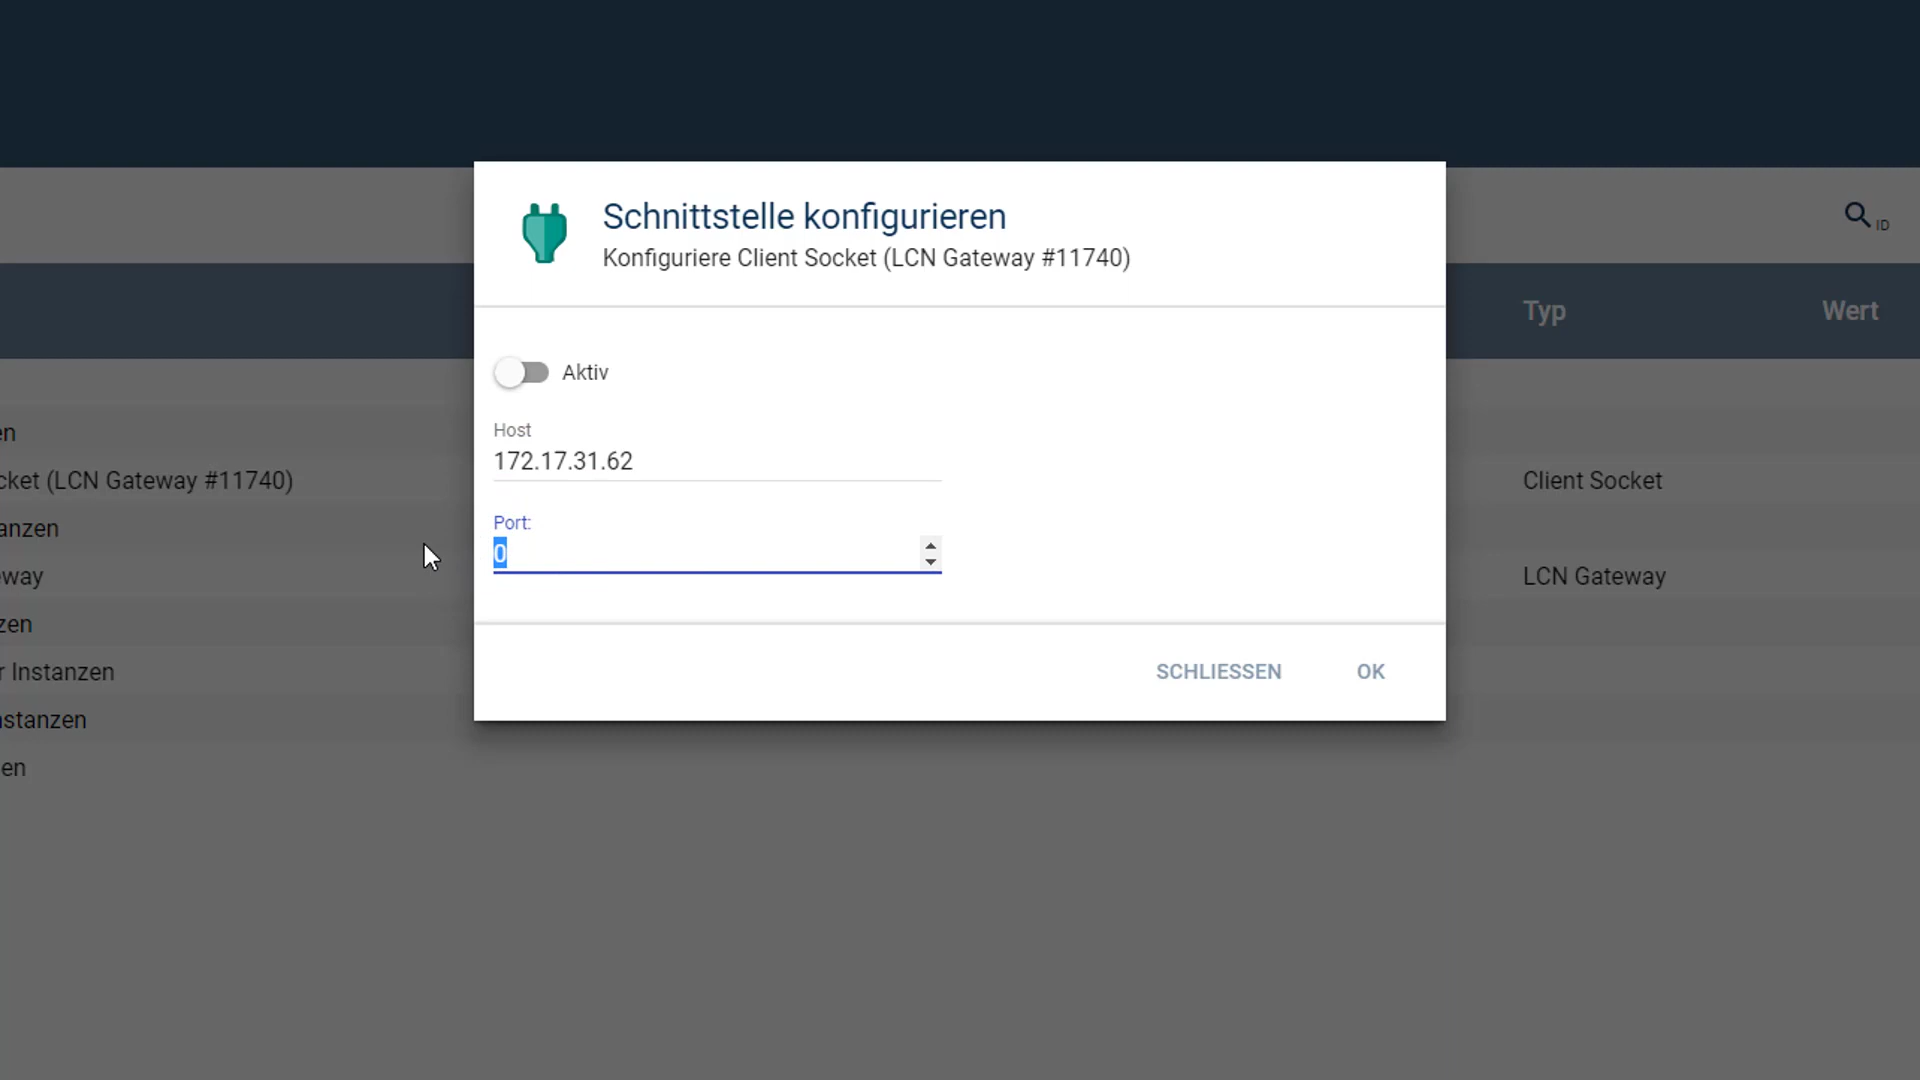 Schnittstelle konfigurieren
Konfiguriere Client Socket (LCN Gateway #11740)
ID
Typ
Wert
Aktiv
Host
172.17.31.62
Port:
0
SCHLIESSEN
OK
en
cket (LCN Gateway #11740)
Client Socket
anzen
way
LCN Gateway
zen
r Instanzen
nstanzen
en